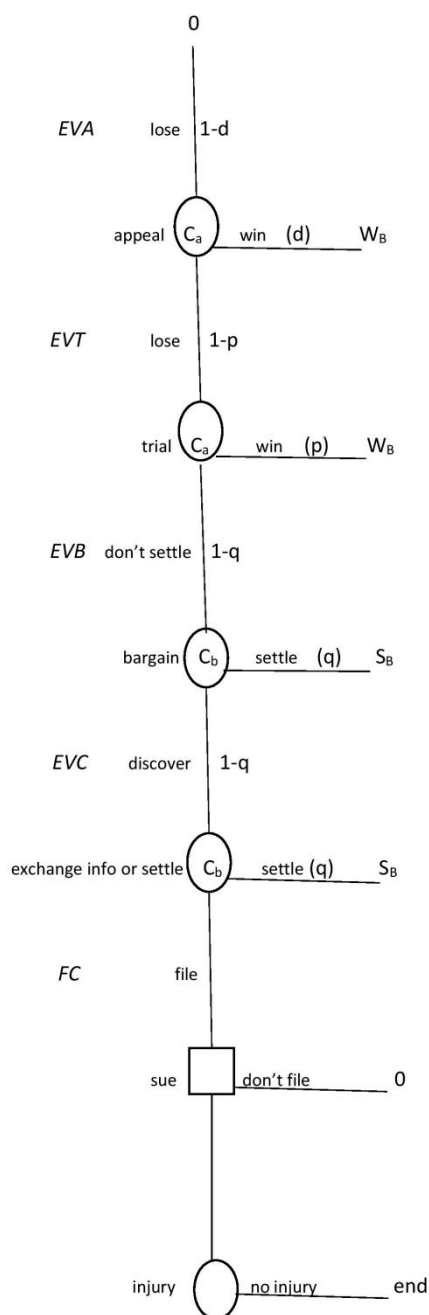 0
EVA lose 1-d
appeal Ca win (d) WB
EVT lose 1-p
trial Ca win (p) WB
EVB don't settle 1-q
bargain Cb settle (q) SB
EVC discover 1-q
exchange info or settle Cb settle (q) SB
FC file
sue don't file 0
injury no injury end